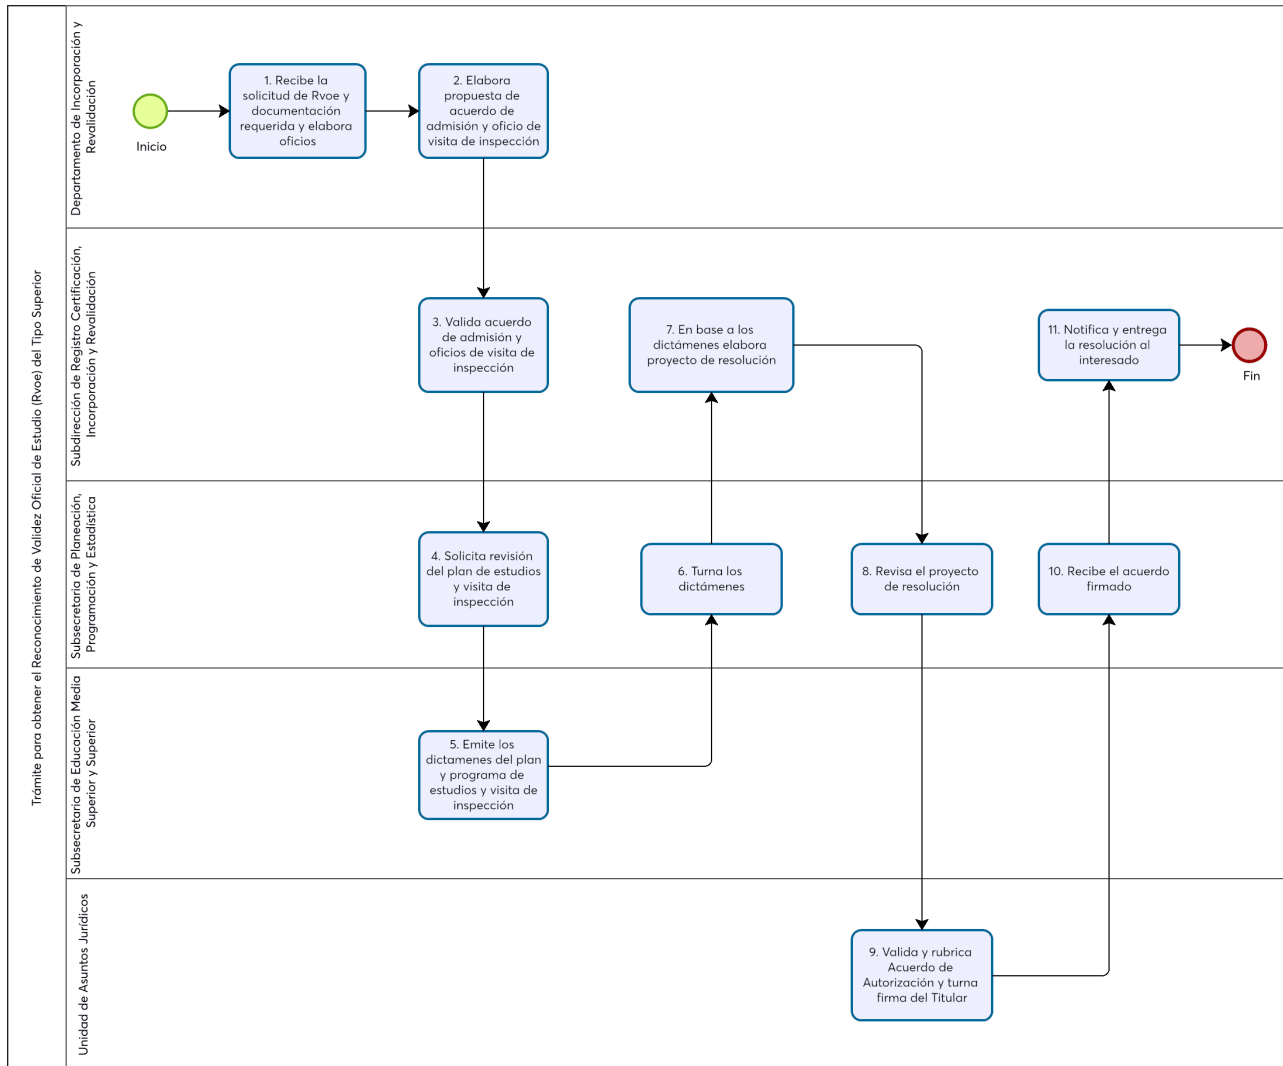 Trámite para obtener el Reconocimiento de Validez Oficial de Estudio (Rvoe) del Tipo Superior
Departamento de Incorporación y
Revalidación
Inicio
1. Recibe la
solicitud de Rvoe y
documentación
requerida y elabora
oficios
2. Elabora
propuesta de
acuerdo de
admisión y oficio de
visita de inspección
Subdirección de Registro Certificación,
Incorporación y Revalidación
3. Valida acuerdo
de admisión y
oficios de visita de
inspección
7. En base a los
dictámenes elabora
proyecto de resolución
11. Notifica y entrega
la resolución al
interesado
Fin
Subsecretario de Planeación,
Programación y Estadística
4. Solicita revisión
del plan de estudios
y visita de
inspección
6. Turna los
dictámenes
8. Revisa el proyecto
de resolución
10. Recibe el acuerdo
firmado
Subsecretaria de Educación Media
Superior y Superior
5. Emite los
dictamenes del plan
y programa de
estudios y visita de
inspección
Unidad de Asuntos Jurídicos
9. Valida y rubrica
Acuerdo de
Autorización y turna
firma del Titular